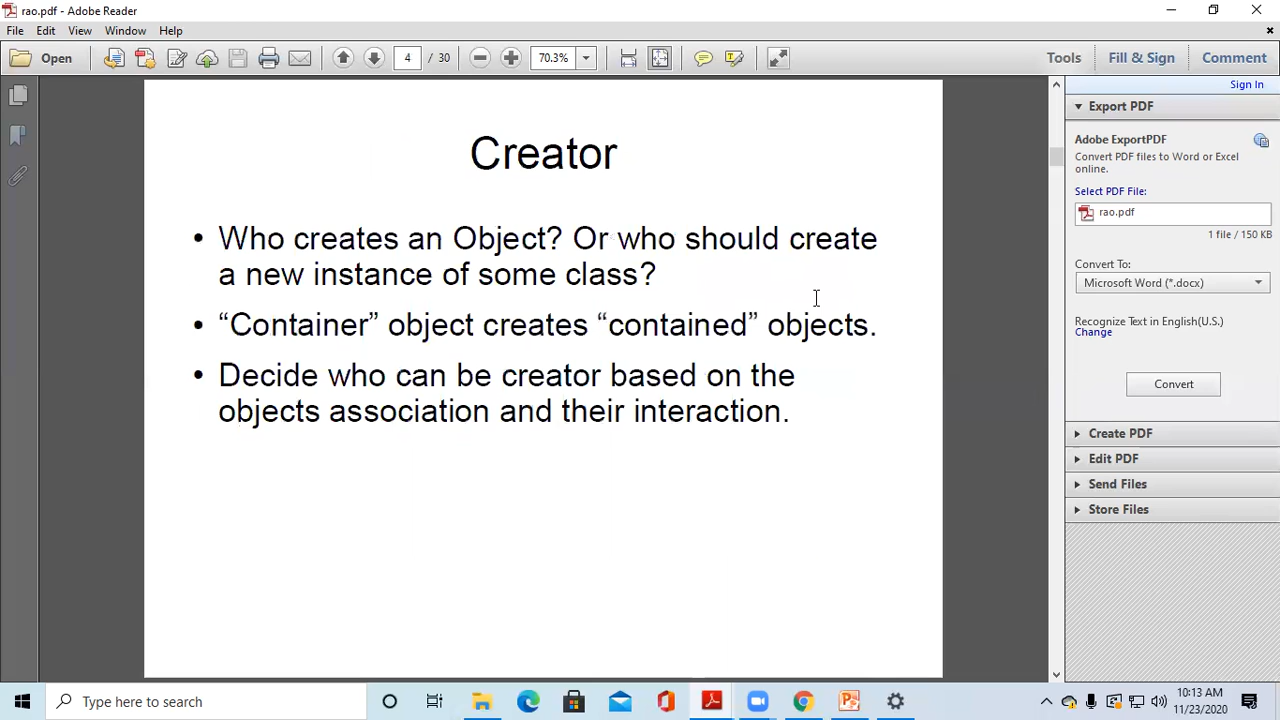 rao.pdf - Adobe Reader
File Edit View Window Help
Open 4 / 30 70.3% Tools Fill & Sign Comment
Sign In
Export PDF
Adobe ExportPDF
Convert PDF files to Word or Excel
online.
Select PDF File:
rao.pdf
1 file / 150 KB
Convert To:
Microsoft Word (*.docx)
Recognize Text in English(U.S.)
Change
Convert
Create PDF
Edit PDF
Send Files
Store Files
Creator
• Who creates an Object? Or who should create
a new instance of some class?
• “Container” object creates “contained” objects.
• Decide who can be creator based on the
objects association and their interaction.
Type here to search
10:13 AM
11/23/2020